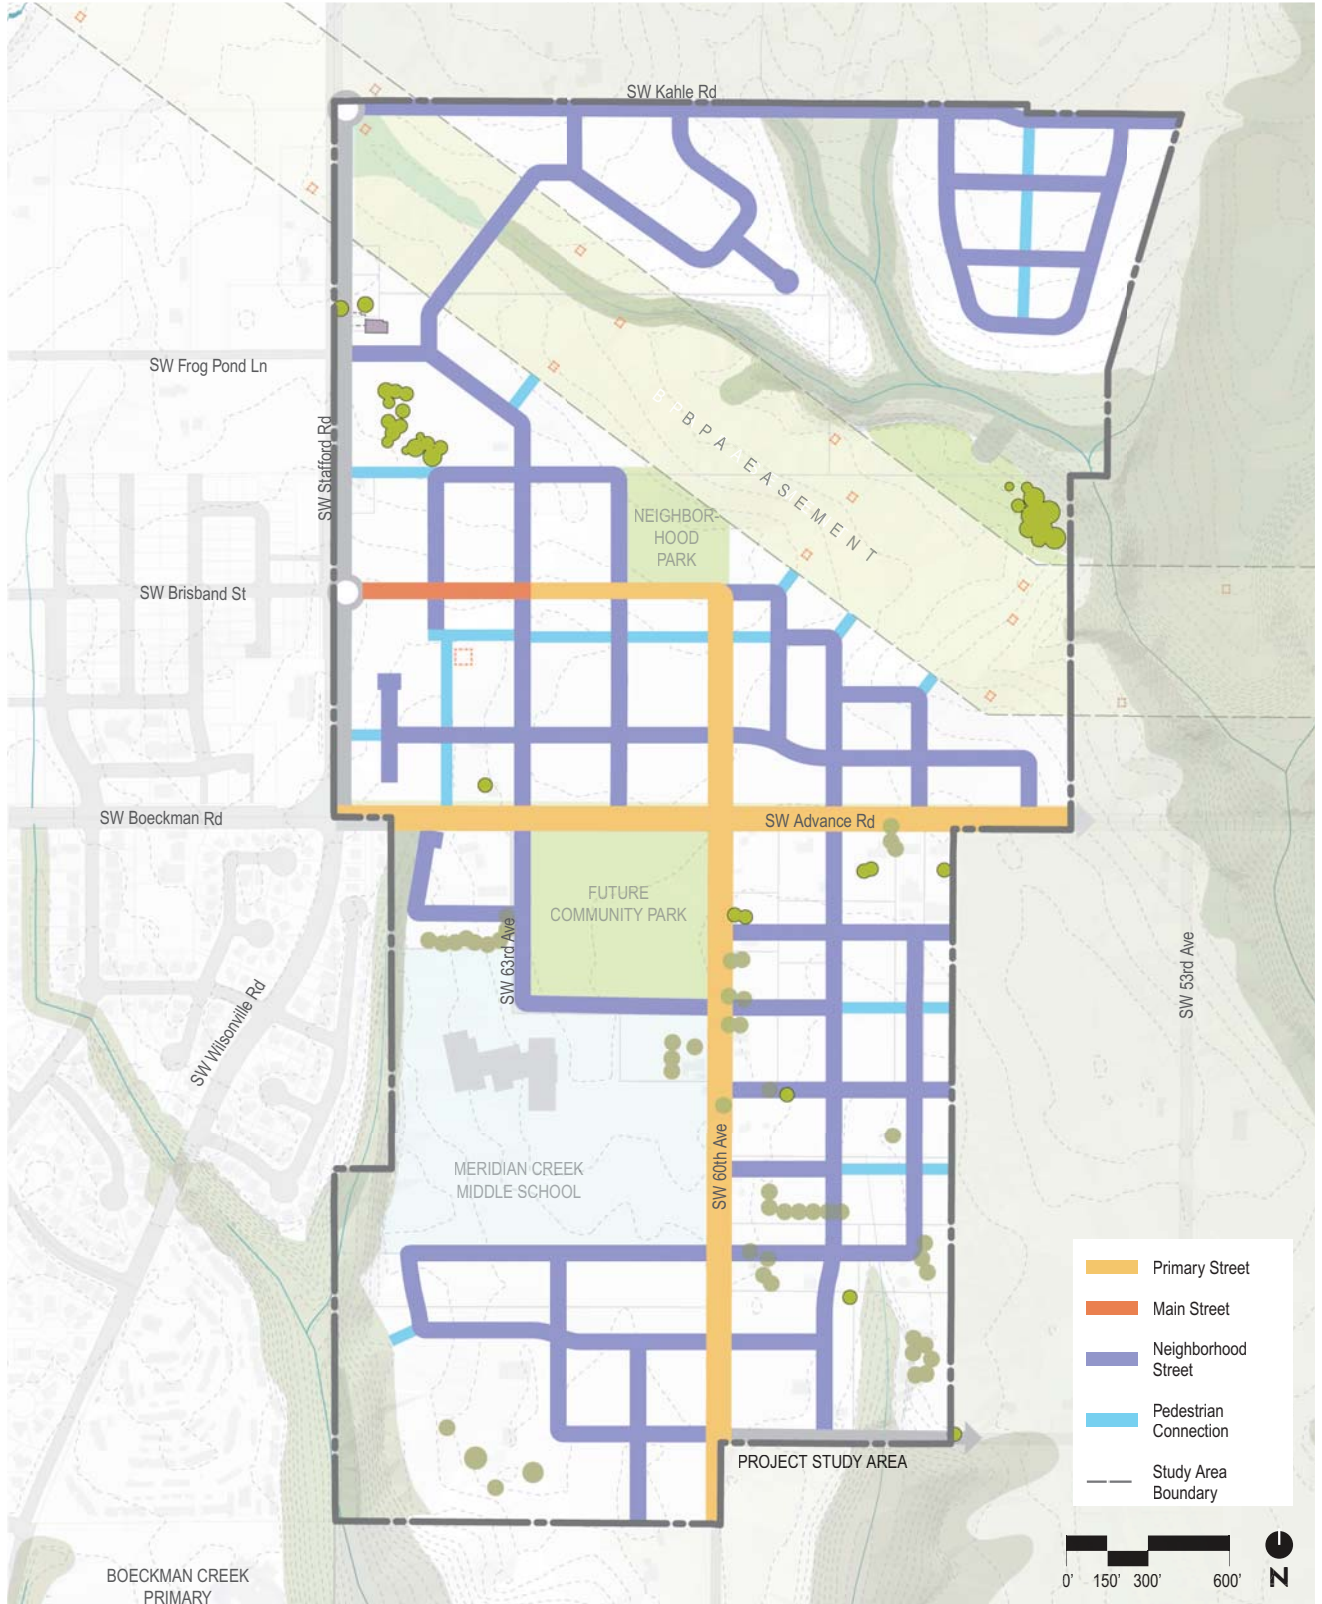 SW Kahle Rd
SW Frog Pond Ln
SW Stafford Rd
BPA EASEMENT
NEIGHBOR-
HOOD
PARK
SW Brisband St
SW Boeckman Rd
SW Advance Rd
FUTURE
COMMUNITY PARK
SW 63rd Ave
SW 53rd Ave
SW Wilsonville Rd
SW 60th Ave
MERIDIAN CREEK
MIDDLE SCHOOL
Primary Street
Main Street
Neighborhood
Street
Pedestrian
Connection
Study Area
Boundary
PROJECT STUDY AREA
0' 150' 300' 600'
N
BOECKMAN CREEK
PRIMARY